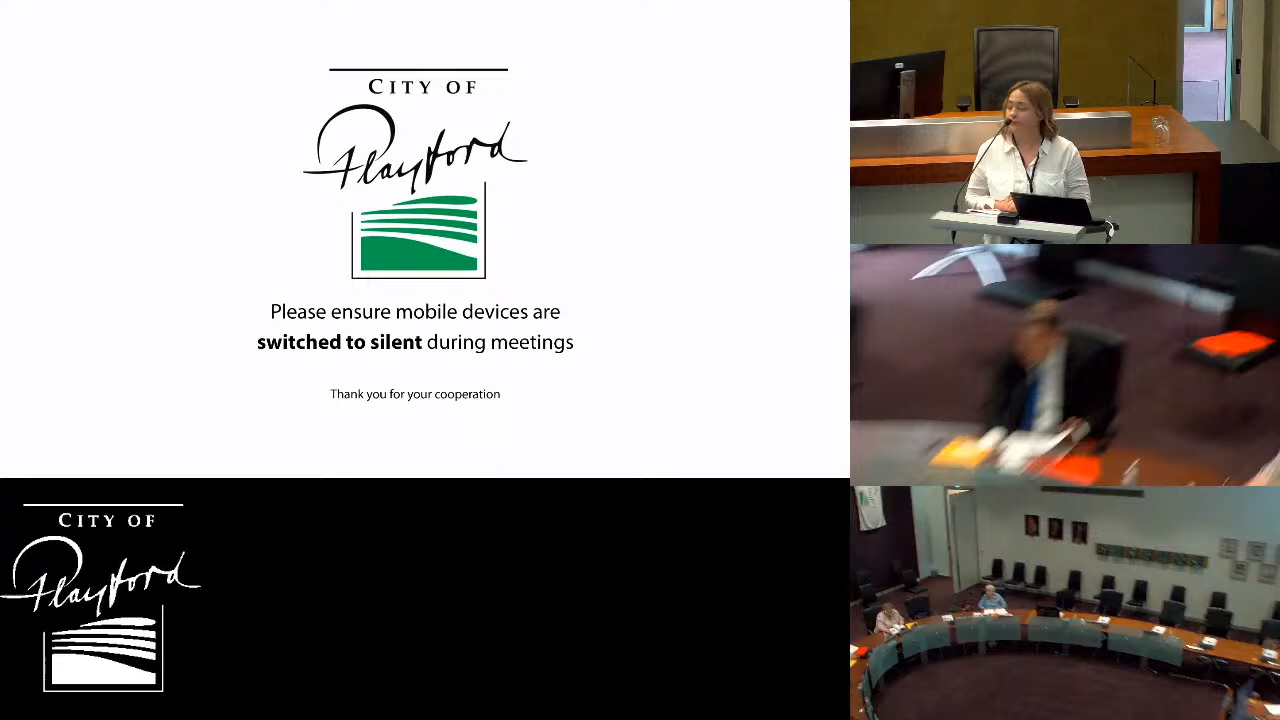 CITY OF
Playford
Please ensure mobile devices are
switched to silent during meetings
Thank you for your cooperation
CITY OF
Playford